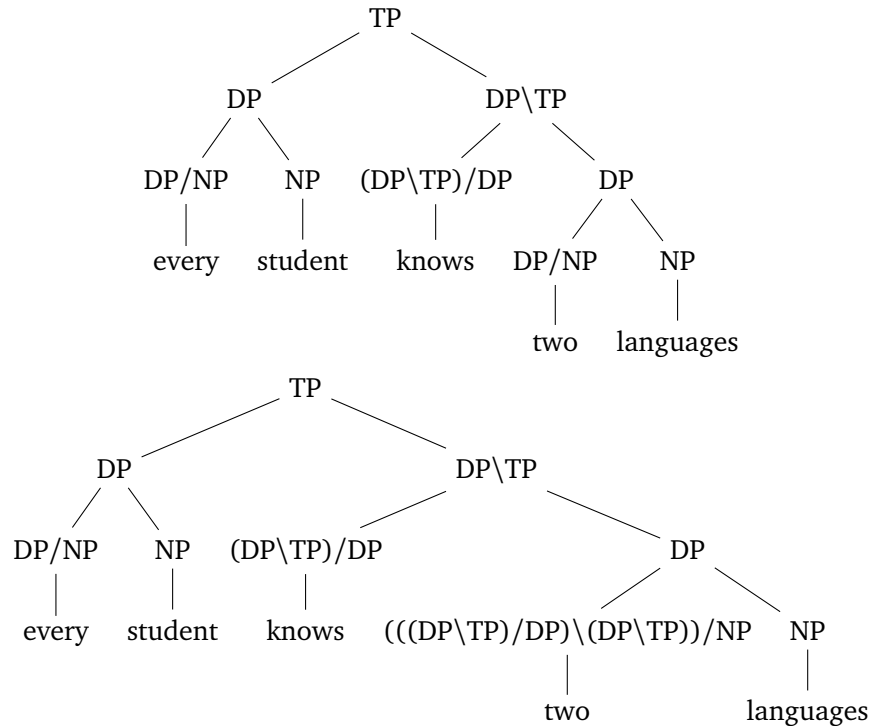 TP
DP DP\TP
DP/NP NP (DP\TP)/DP DP
every student knows DP/NP NP
two languages
TP
DP DP\TP
DP/NP NP (DP\TP)/DP DP
every student knows (((DP\TP)/DP)\(DP\TP))/NP NP
two languages